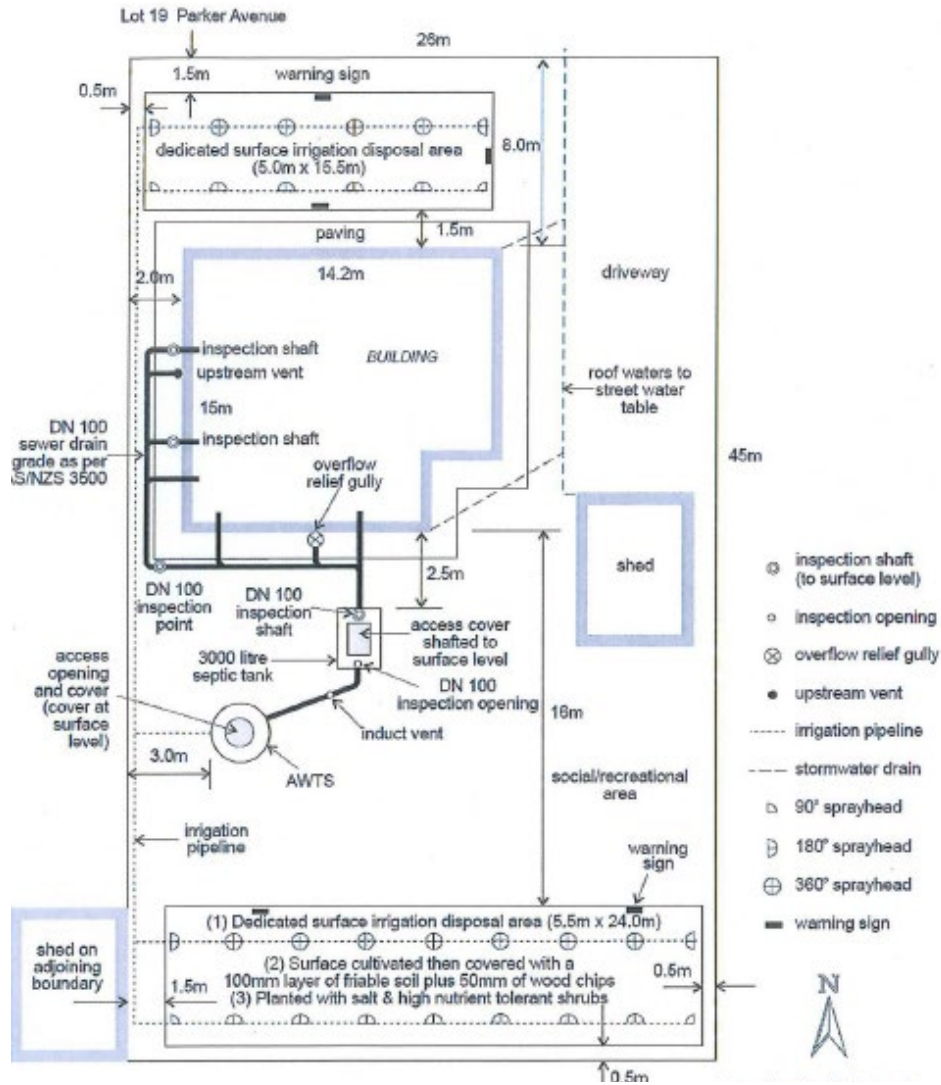 Lot 19 Parker Avenue
26m
1.5m
warning sign
0.5m
8.0m
dedicated surface irrigation disposal area
(5.0m x 15.5m)
1.5m
paving
2.0m
14.2m
driveway
inspection shaft
BUILDING
upstream vent
roof waters to
street water
table
15m
DN 100
sewer drain
grade as per
S/NZS 3500
inspection shaft
overflow
relief gully
45m
2.5m
shed
inspection shaft
(to surface level)
DN 100
inspection
point
DN 100
inspection
shaft
access cover
shafted to
surface level
inspection opening
3000 litre
septic tank
overflow relief gully
access
opening
and cover
(cover at
surface
level)
DN 100
inspection opening
upstream vent
16m
induct vent
irrigation pipeline
3.0m
AWTS
social/recreational
area
stormwater drain
90° sprayhead
irrigation
pipeline
warning
sign
180° sprayhead
360° sprayhead
(1) Dedicated surface irrigation disposal area (5.5m x 24.0m)
warning sign
shed on
adjoining
boundary
(2) Surface cultivated then covered with a
100mm layer of friable soil plus 50mm of wood chips
(3) Planted with salt & high nutrient tolerant shrubs
1.5m
0.5m
N
0.5m